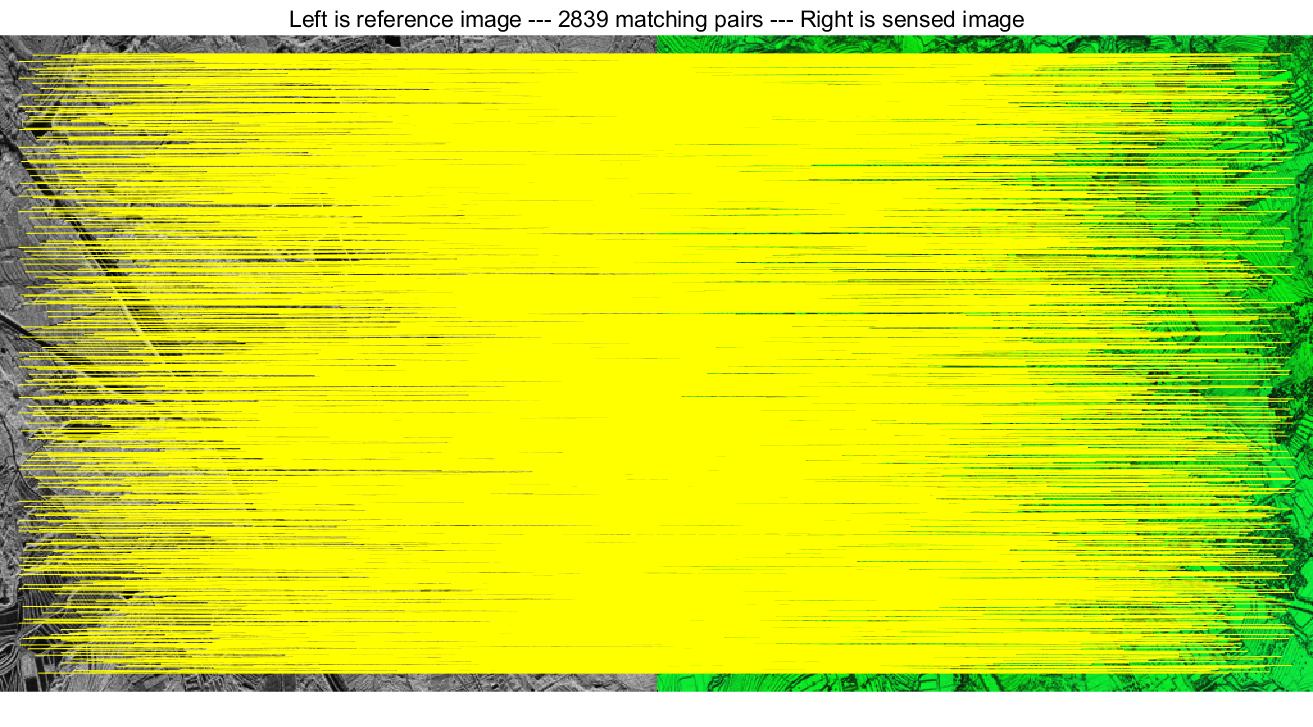 Left is reference image --- 2839 matching pairs --- Right is sensed image